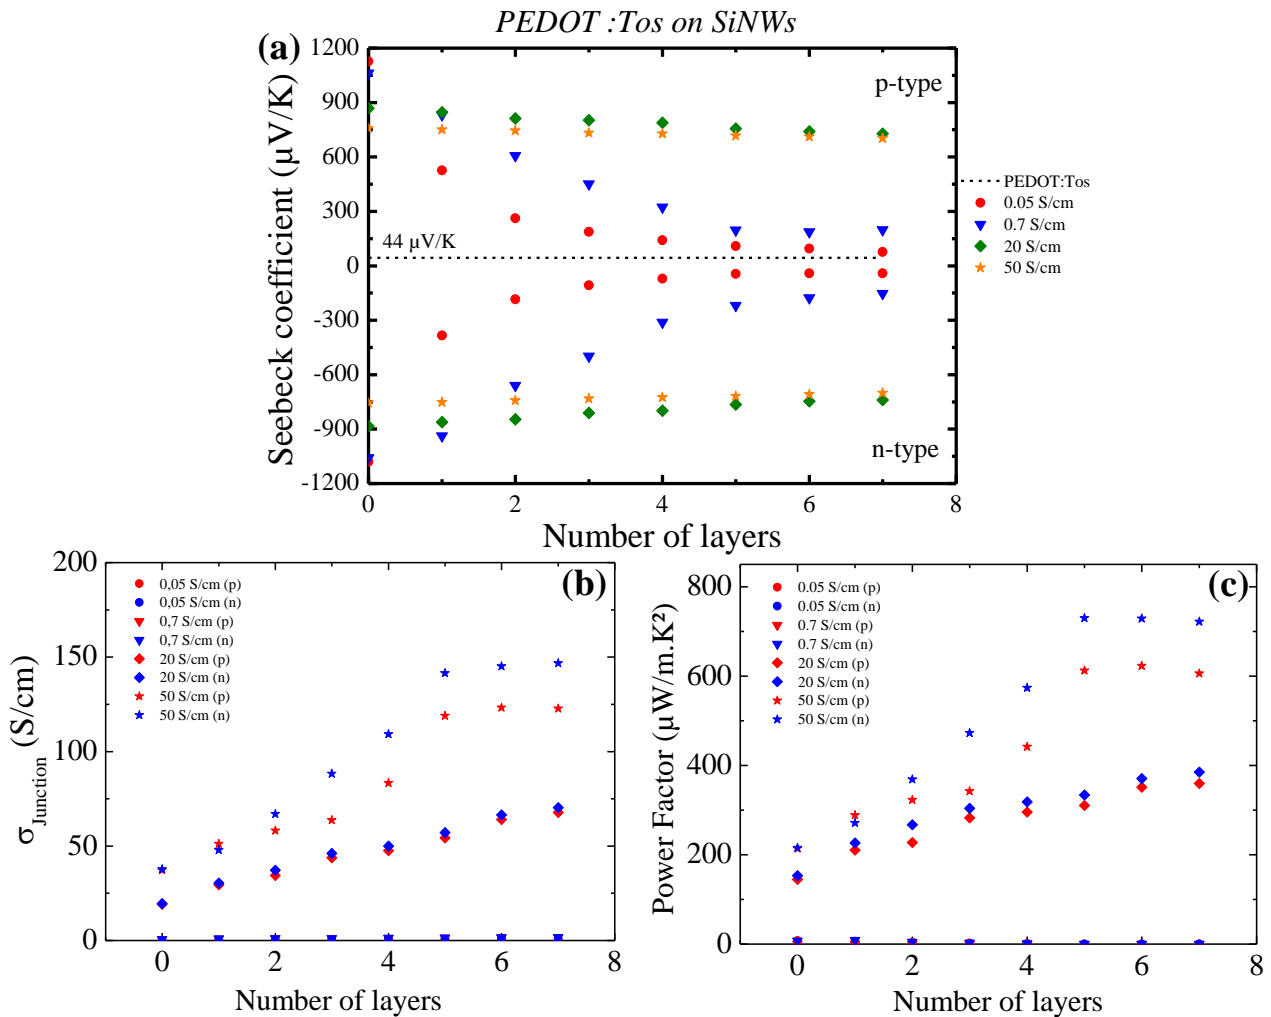 PEDOT :Tos on SiNWs
(a)
1200
900
600
300
0
-300
-600
-900
-1200
Seebeck coefficient (µV/K)
p-type
44 µV/K
n-type
PEDOT:Tos
0.05 S/cm
0.7 S/cm
20 S/cm
50 S/cm
0 2 4 6 8
Number of layers
(b)
200
150
100
50
0
σJunction (S/cm)
0,05 S/cm (p)
0,05 S/cm (n)
0,7 S/cm (p)
0,7 S/cm (n)
20 S/cm (p)
20 S/cm (n)
50 S/cm (p)
50 S/cm (n)
0 2 4 6 8
Number of layers
(c)
800
600
400
200
0
Power Factor (µW/m.K²)
0.05 S/cm (p)
0.05 S/cm (n)
0.7 S/cm (p)
0.7 S/cm (n)
20 S/cm (p)
20 S/cm (n)
50 S/cm (p)
50 S/cm (n)
0 2 4 6 8
Number of layers